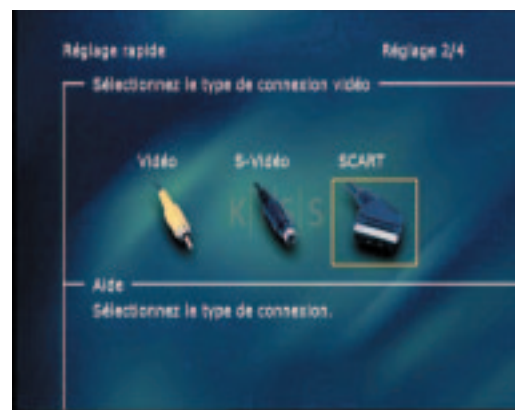 Réglage rapide Réglage 2/4
Sélectionnez le type de connexion vidéo
Vidéo S-Vidéo SCART
Aide
Sélectionnez le type de connexion.